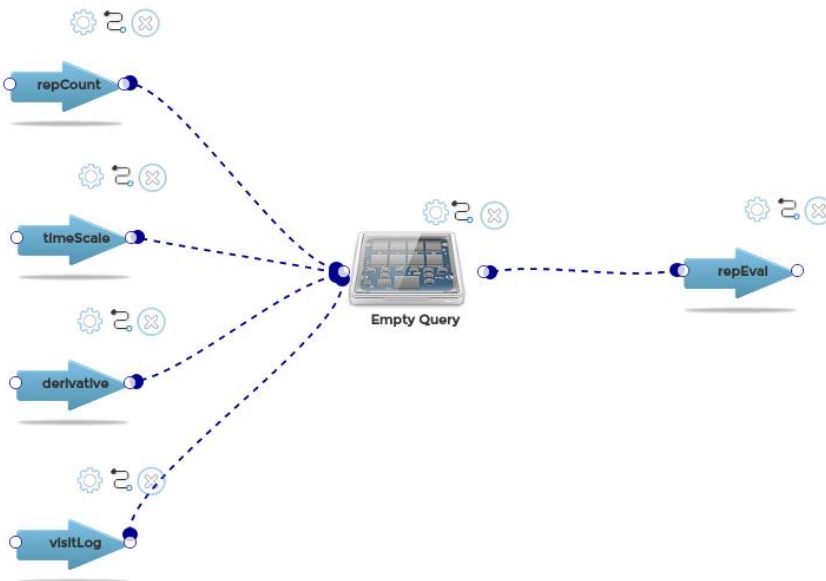 repCount
timeScale
Empty Query
repEval
derivative
visitLog